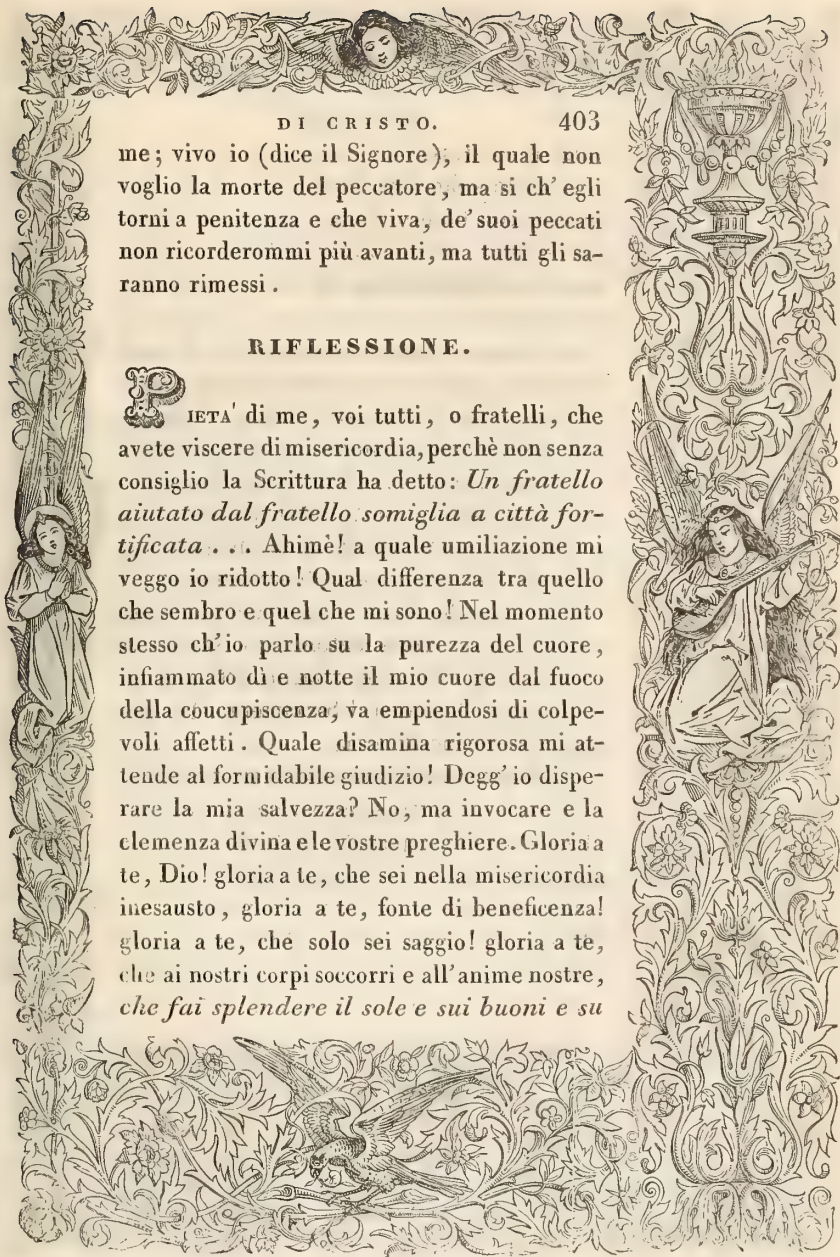 DI CRISTO. 403
me; vivo io (dice il Signore), il quale non
voglio la morte del peccatore, ma si ch' egli
torni a penitenza e che viva, de' suoi peccati
non ricorderommi più avanti, ma tutti gli sa-
ranno rimessi.
RIFLESSIONE.
PIETA' di me, voi tutti, o fratelli, che
avete viscere di misericordia, perchè non senza
consiglio la Scrittura ha detto: Un fratello
aiutato dal fratello somiglia a città for-
tificata . . . Ahimè! a quale umiliazione mi
veggo io ridotto! Qual differenza tra quello
che sembro e quel che mi sono! Nel momento
stesso ch' io parlo su la purezza del cuore,
infiammato dì e notte il mio cuore dal fuoco
della coucupiscenza, va empiendosi di colpe-
voli affetti. Quale disamina rigorosa mi at-
tende al formidabile giudizio! Degg' io dispe-
rare la mia salvezza? No, ma invocare e la
clemenza divina e le vostre preghiere. Gloria a
te, Dio! gloria a te, che sei nella misericordia
inesausto, gloria a te, fonte di beneficenza!
gloria a te, che solo sei saggio! gloria a te,
che ai nostri corpi soccorri e all' anime nostre,
che fai splendere il sole e sui buoni e su